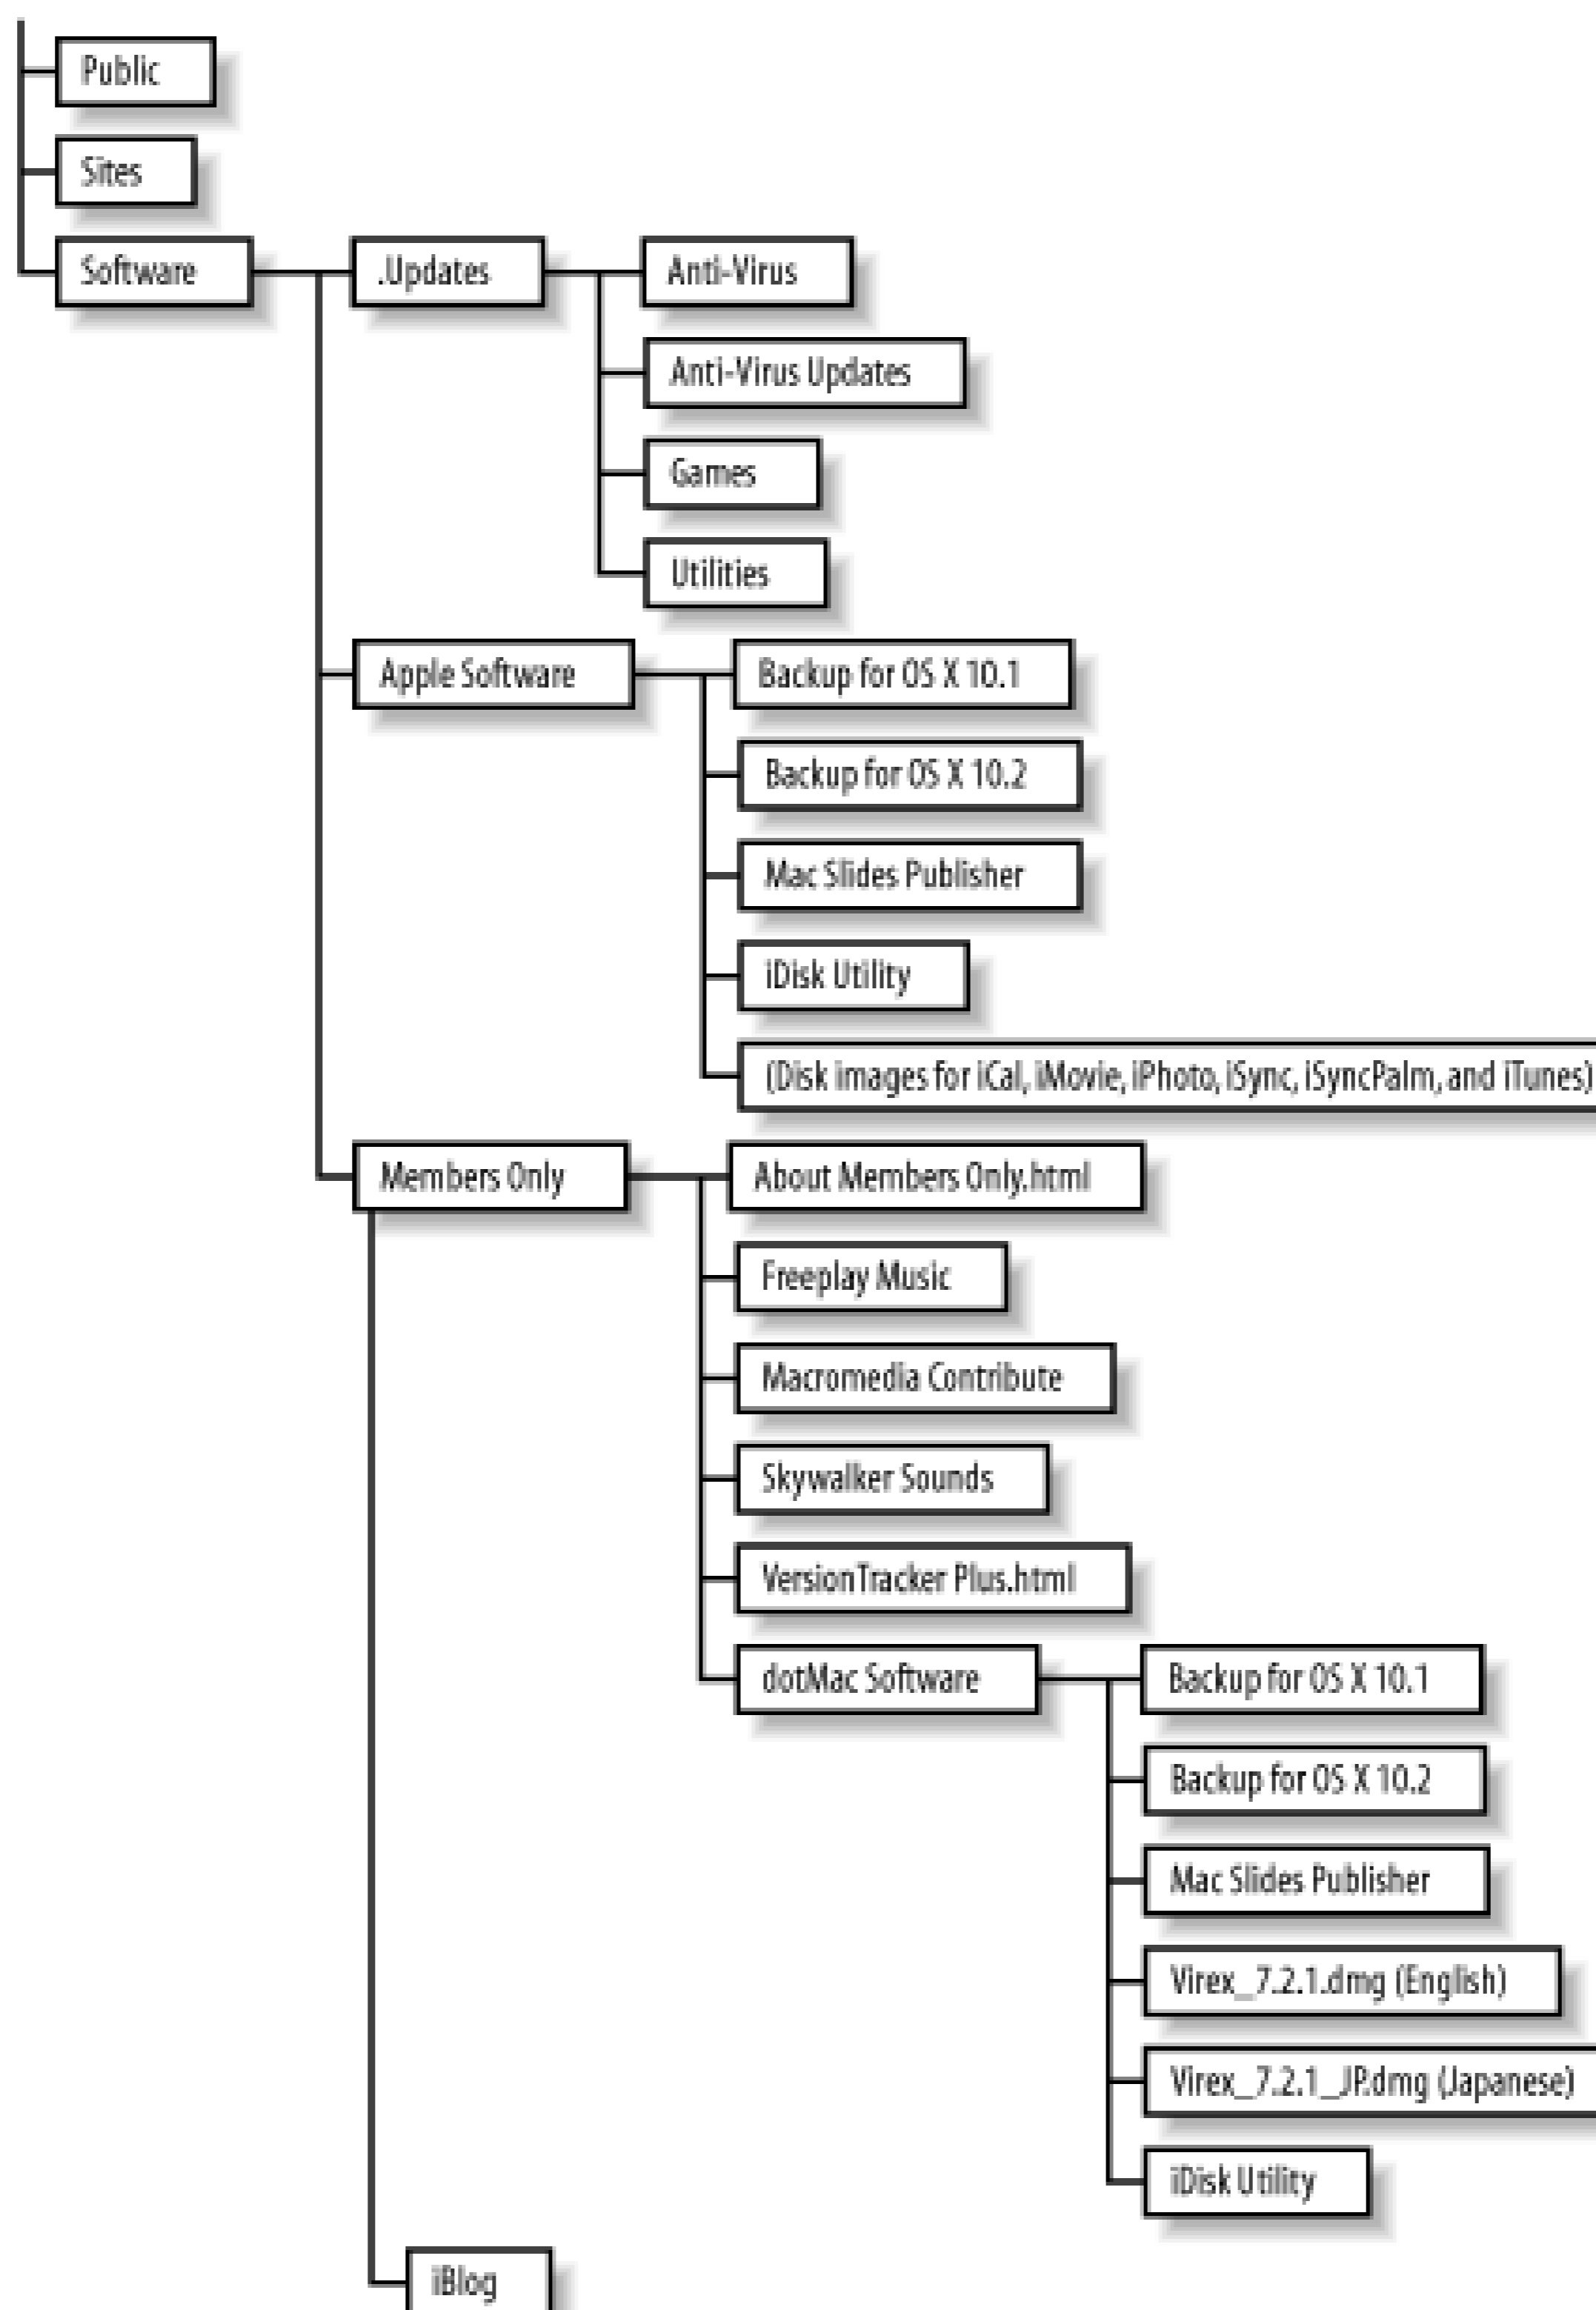 Public
Sites
Software
.Updates
Anti-Virus
Anti-Virus Updates
Games
Utilities
Apple Software
Backup for OS X 10.1
Backup for OS X 10.2
Mac Slides Publisher
iDisk Utility
(Disk images for iCal, iMovie, iPhoto, iSync, iSyncPalm, and iTunes)
Members Only
About Members Only.html
Freeplay Music
Macromedia Contribute
Skywalker Sounds
VersionTracker Plus.html
dotMac Software
Backup for OS X 10.1
Backup for OS X 10.2
Mac Slides Publisher
Virex_7.2.1.dmg (English)
Virex_7.2.1_JP.dmg (Japanese)
iDisk Utility
iBlog